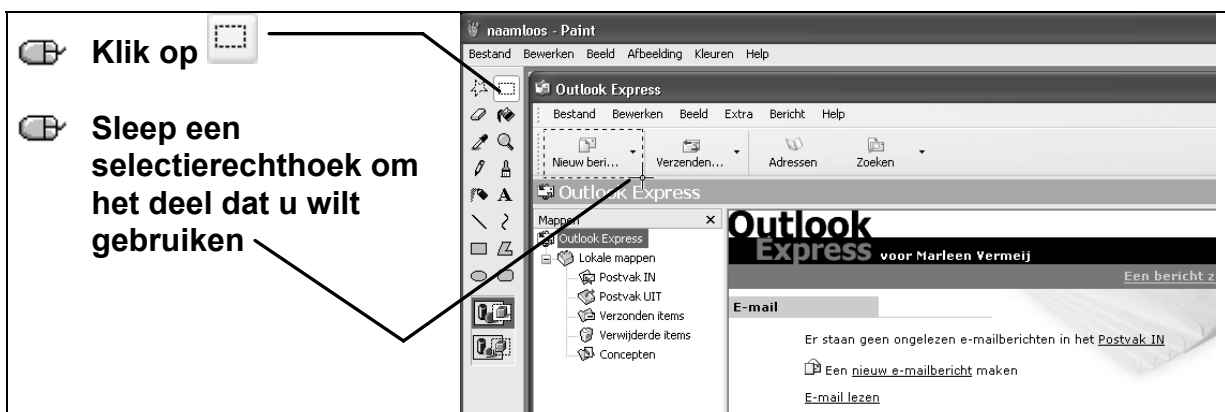 Klik op
Sleep een
selectierechthoek om
het deel dat u wilt
gebruiken
naamloos - Paint
Bestand Bewerken Beeld Afbeelding Kleuren Help
Outlook Express
Bestand Bewerken Beeld Extra Bericht Help
Nieuw beri... Verzenden... Adressen Zoeken
Outlook Express
Mappen ×
Outlook Express
Lokale mappen
Postvak IN
Postvak UIT
Verzonden items
Verwijderde items
Concepten
Outlook
Express voor Marleen Vermeij
Een bericht z
E-mail
Er staan geen ongelezen e-mailberichten in het Postvak IN
Een nieuw e-mailbericht maken
E-mail lezen